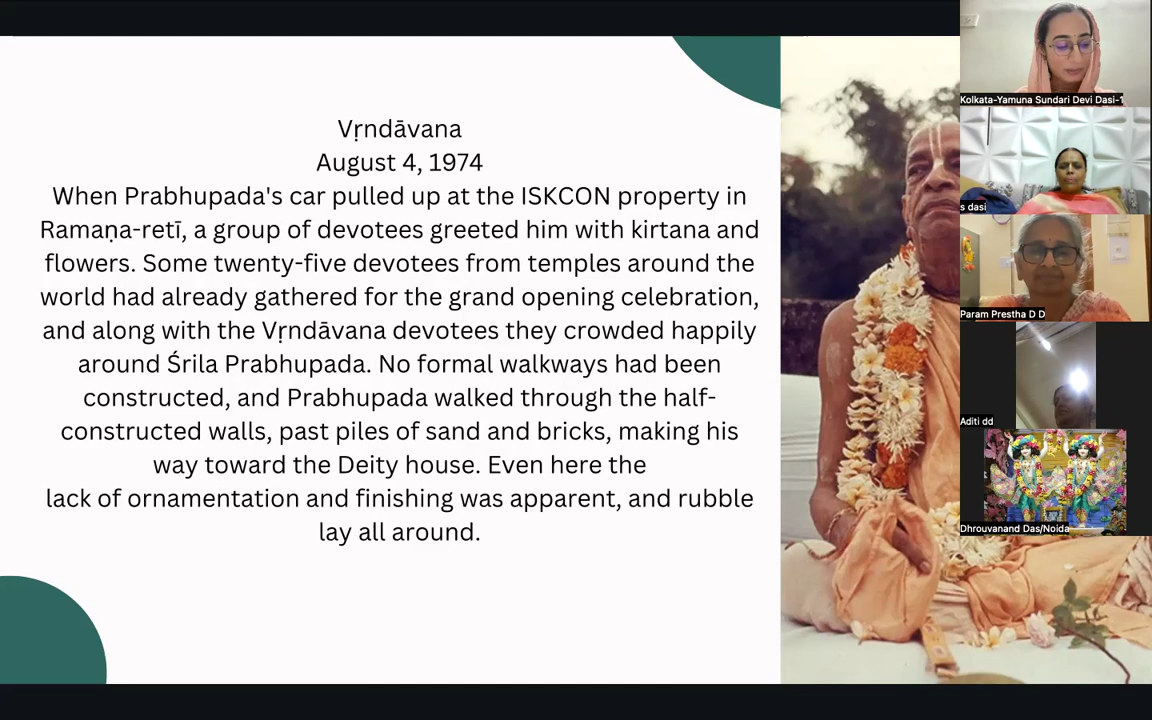 Vṛndāvana
August 4, 1974
When Prabhupada's car pulled up at the ISKCON property in
Ramaṇa-retī, a group of devotees greeted him with kirtana and
flowers. Some twenty-five devotees from temples around the
world had already gathered for the grand opening celebration,
and along with the Vṛndāvana devotees they crowded happily
around Śrila Prabhupada. No formal walkways had been
constructed, and Prabhupada walked through the half-
constructed walls, past piles of sand and bricks, making his
way toward the Deity house. Even here the
lack of ornamentation and finishing was apparent, and rubble
lay all around.
Kolkata-Yamuna Sundari Devi Dasi-1
s dasi
Param Prestha D D
Aditi dd
Dhrouvanand Das/Noida